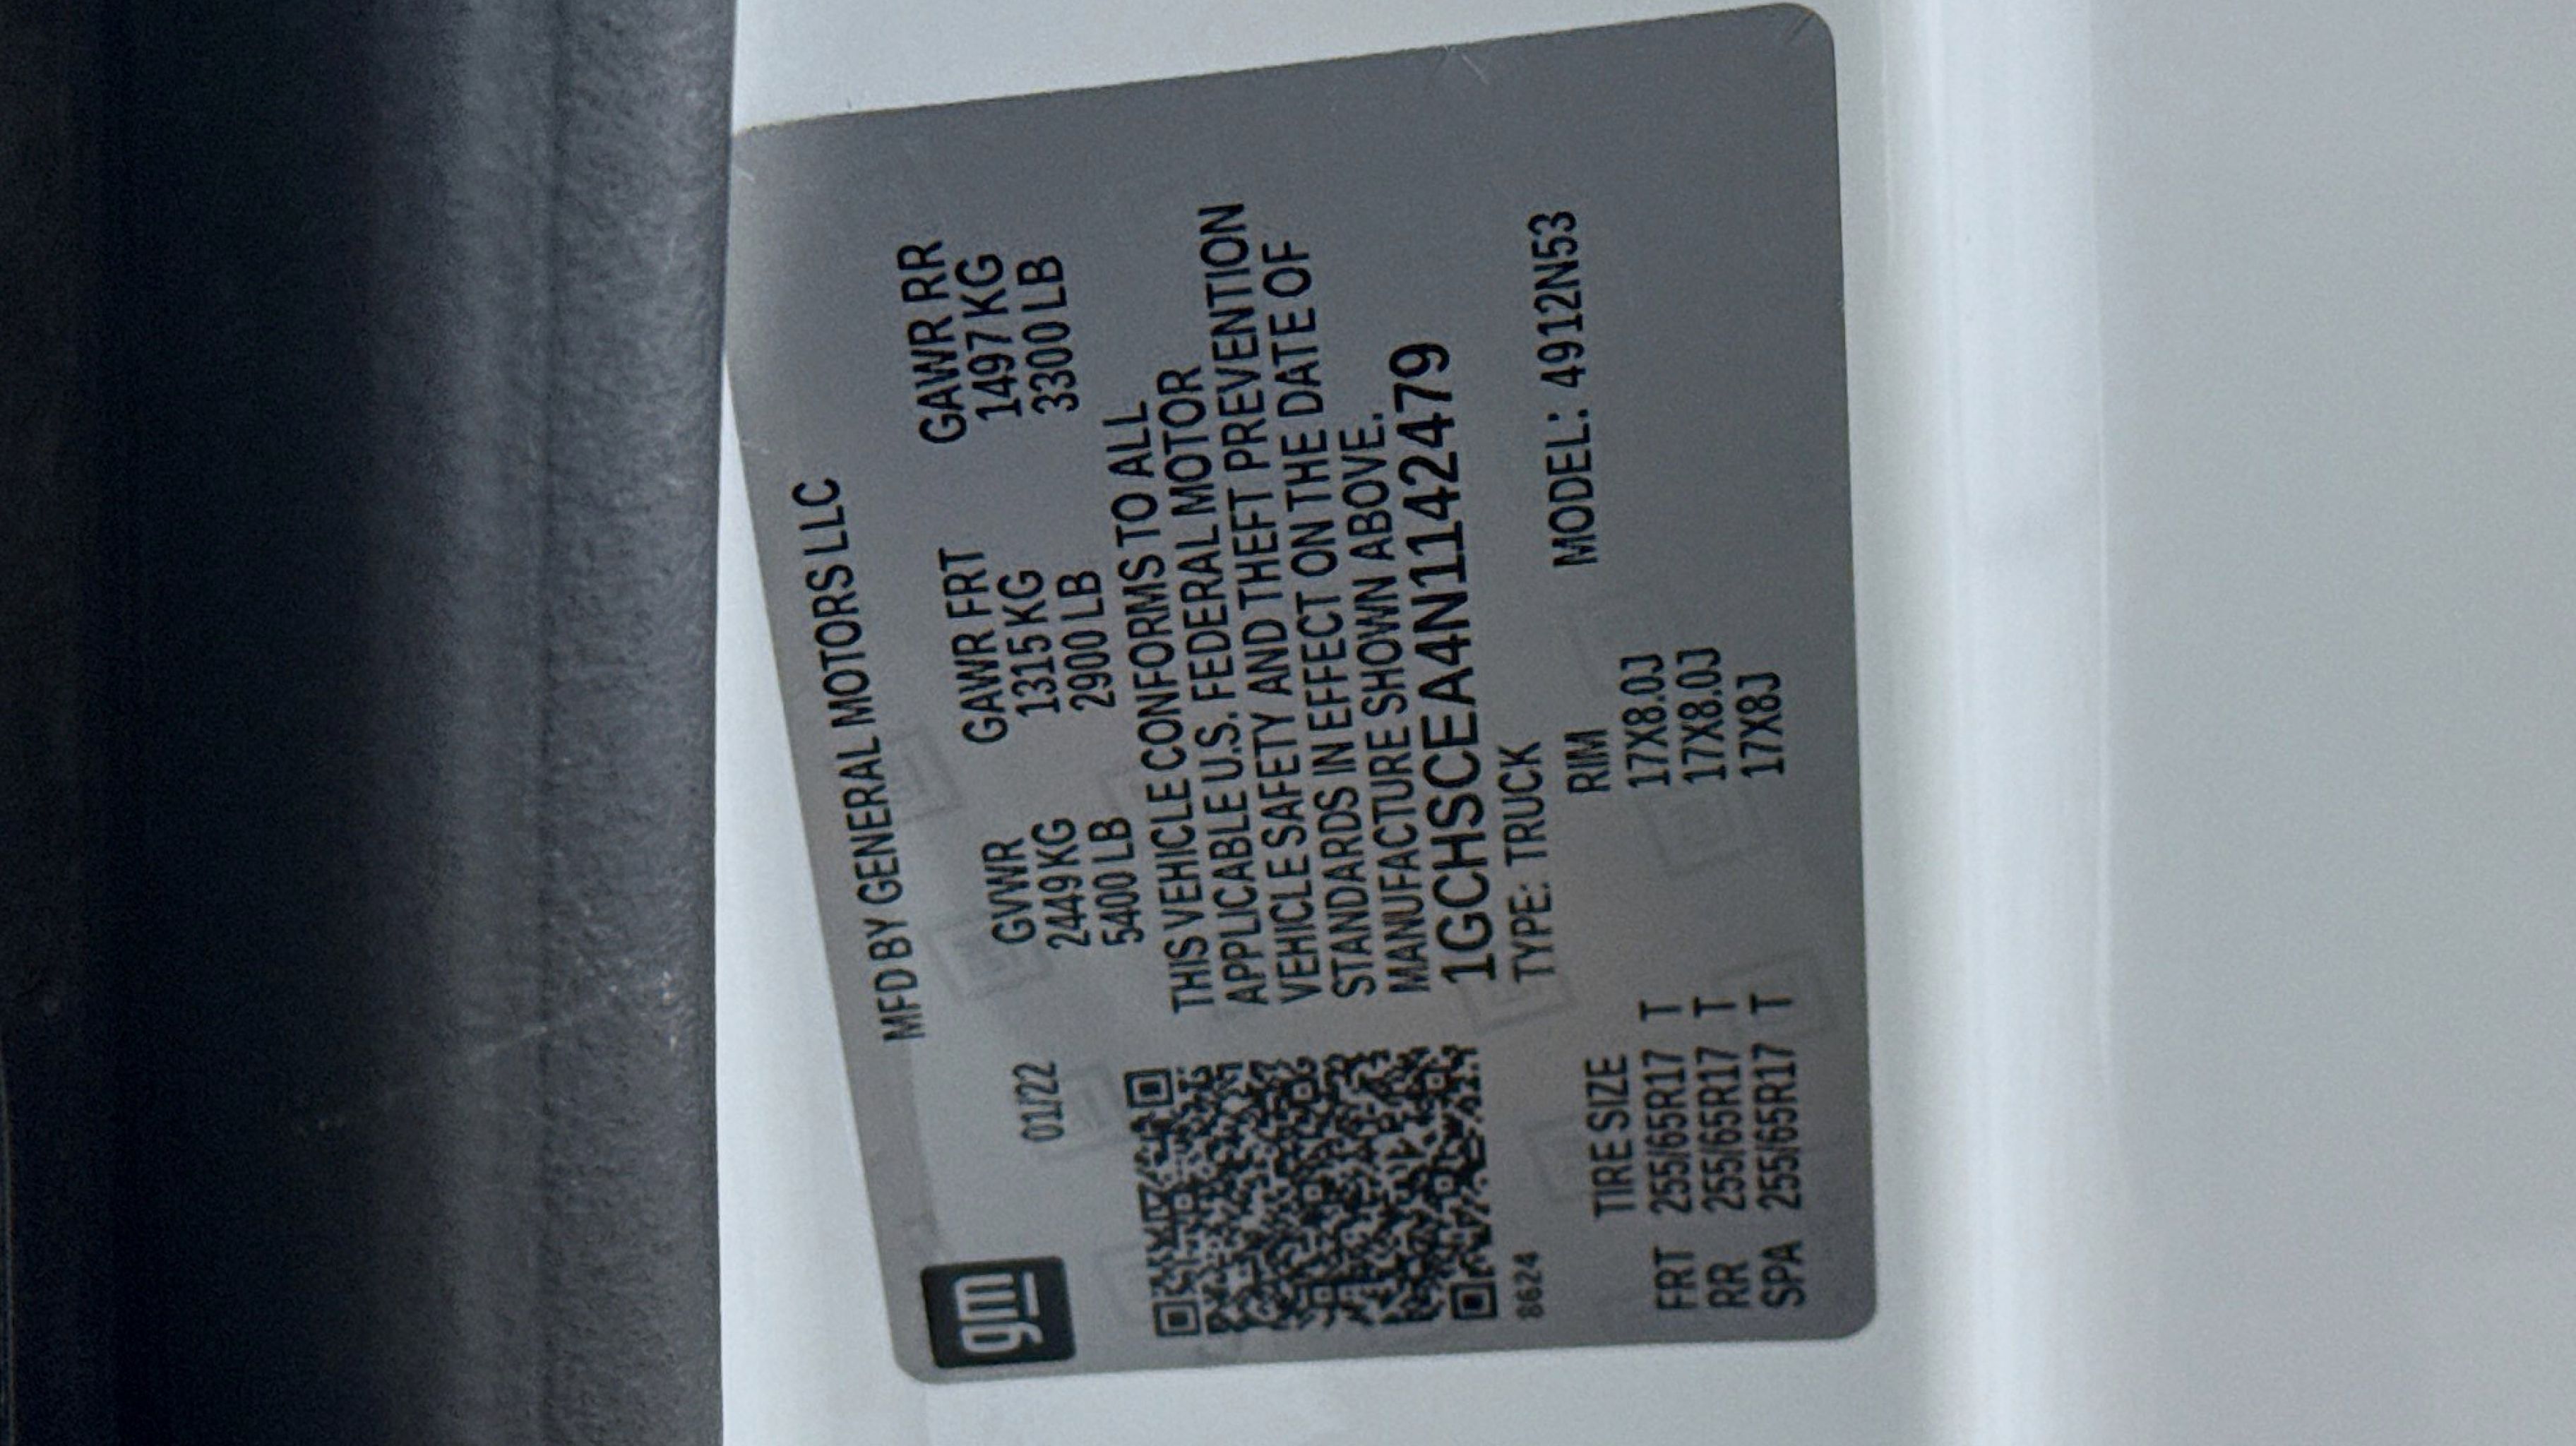 gm
MFD BY GENERAL MOTORS LLC
01/22 GVWR GAWR FRT GAWR RR
2449 KG 1315 KG 1497 KG
5400 LB 2900 LB 3300 LB
THIS VEHICLE CONFORMS TO ALL
APPLICABLE U.S. FEDERAL MOTOR
VEHICLE SAFETY AND THEFT PREVENTION
STANDARDS IN EFFECT ON THE DATE OF
MANUFACTURE SHOWN ABOVE.
1GCHSCEA4N1142479
8624 TYPE: TRUCK MODEL: 4912N53
TIRE SIZE RIM
FRT 255/65R17 T 17X8.0J
RR 255/65R17 T 17X8.0J
SPA 255/65R17 T 17X8J